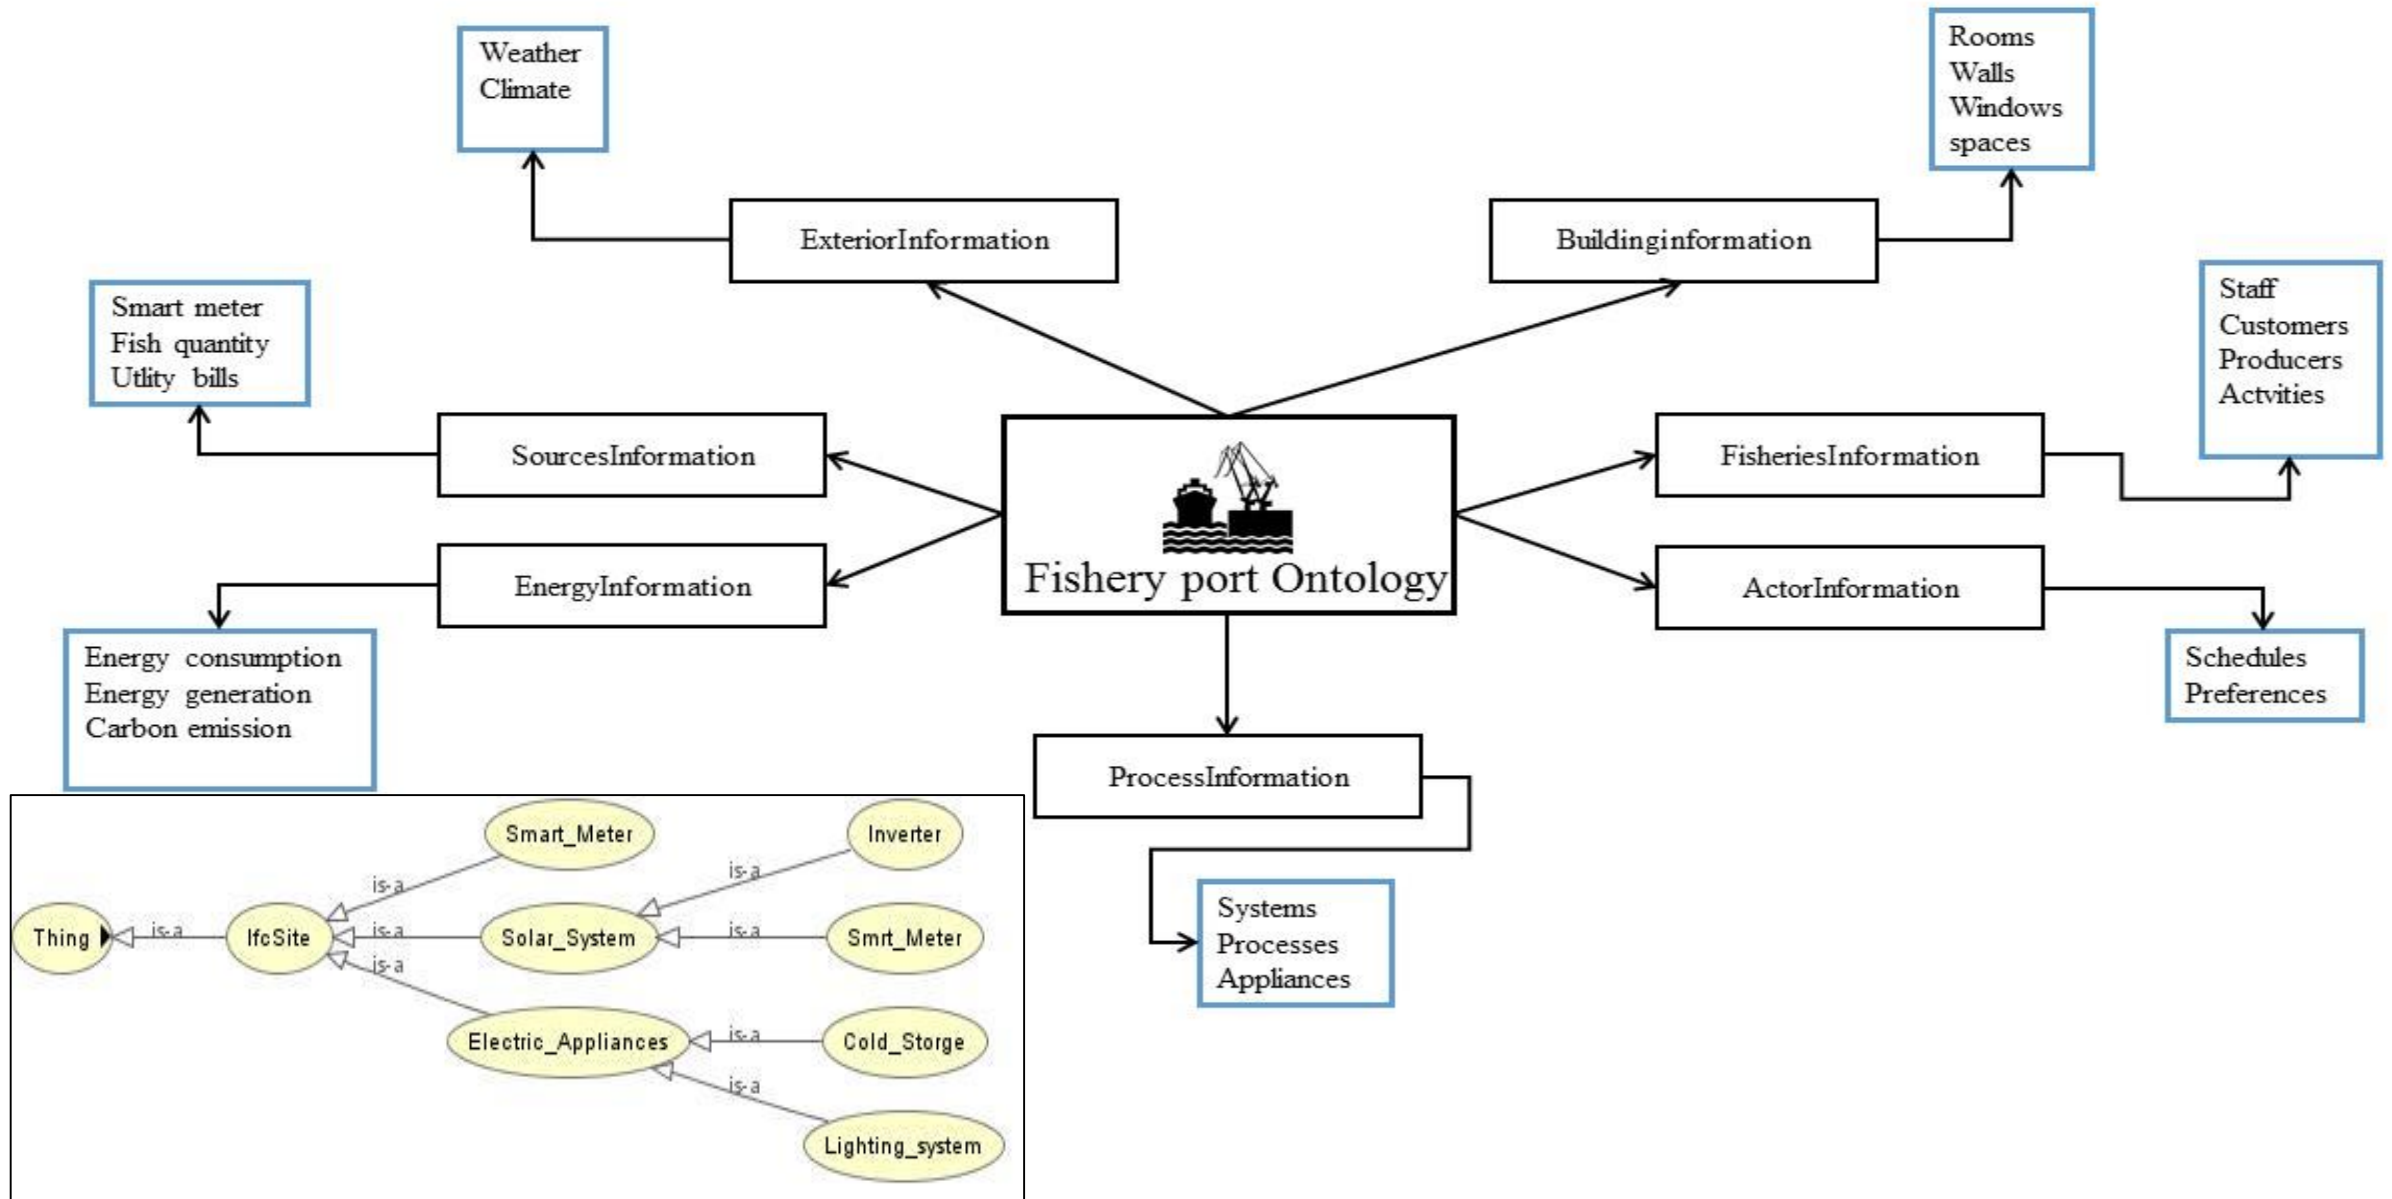 Weather
Climate
Rooms
Walls
Windows
spaces
ExteriorInformation
Buildinginformation
Smart meter
Fish quantity
Utlity bills
Staff
Customers
Producers
Actvities
SourcesInformation
FisheriesInformation
EnergyInformation
Fishery port Ontology
ActorInformation
Energy consumption
Energy generation
Carbon emission
Schedules
Preferences
ProcessInformation
Systems
Processes
Appliances
Smart_Meter
Inverter
is-a
is-a
Thing
is-a
IfcSite
is-a
Solar_System
is-a
Smrt_Meter
is-a
Electric_Appliances
is-a
Cold_Storge
is-a
Lighting_system